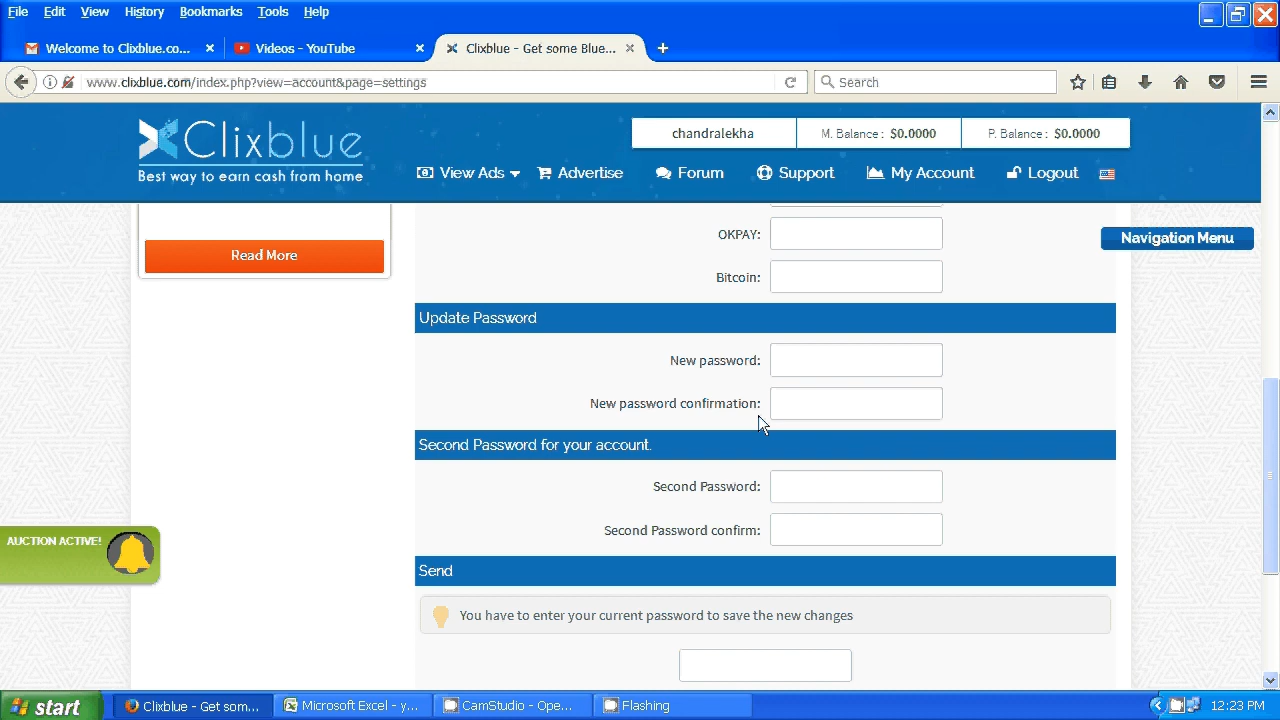 File Edit View History Bookmarks Tools Help
Welcome to Clixblue.co... × Videos - YouTube × Clixblue - Get some Blue... × +
www.clixblue.com/index.php?view=account&page=settings Search
Clixblue
Best way to earn cash from home
chandralekha M. Balance : $0.0000 P. Balance : $0.0000
View Ads Advertise Forum Support My Account Logout
Navigation Menu
Read More
OKPAY:
Bitcoin:
Update Password
New password:
New password confirmation:
Second Password for your account.
Second Password:
Second Password confirm:
AUCTION ACTIVE!
Send
You have to enter your current password to save the new changes
start Clixblue - Get som... Microsoft Excel - y... CamStudio - Ope... Flashing 12:23 PM